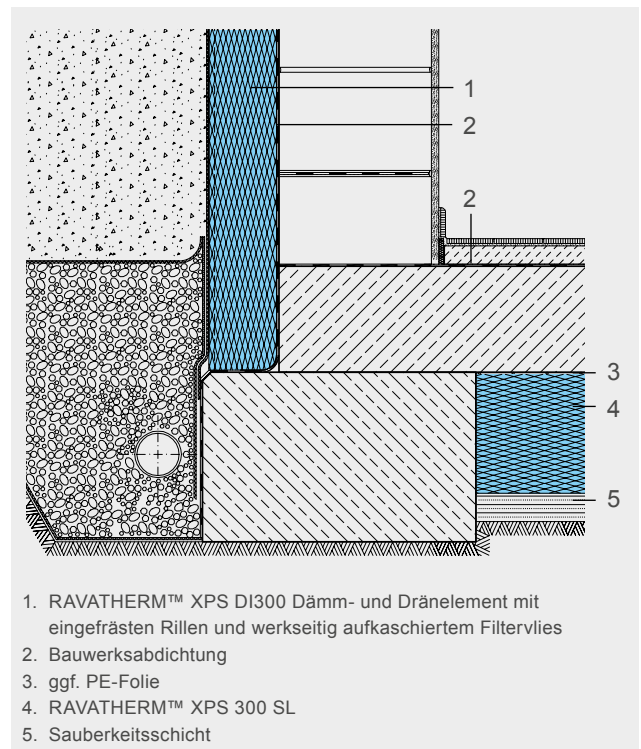 1
2
2
3
4
5
1. RAVATHERM™ XPS DI300 Dämm- und Dränelement mit
eingefrästen Rillen und werkseitig aufkaschiertem Filtervlies
2. Bauwerksabdichtung
3. ggf. PE-Folie
4. RAVATHERM™ XPS 300 SL
5. Sauberkeitsschicht